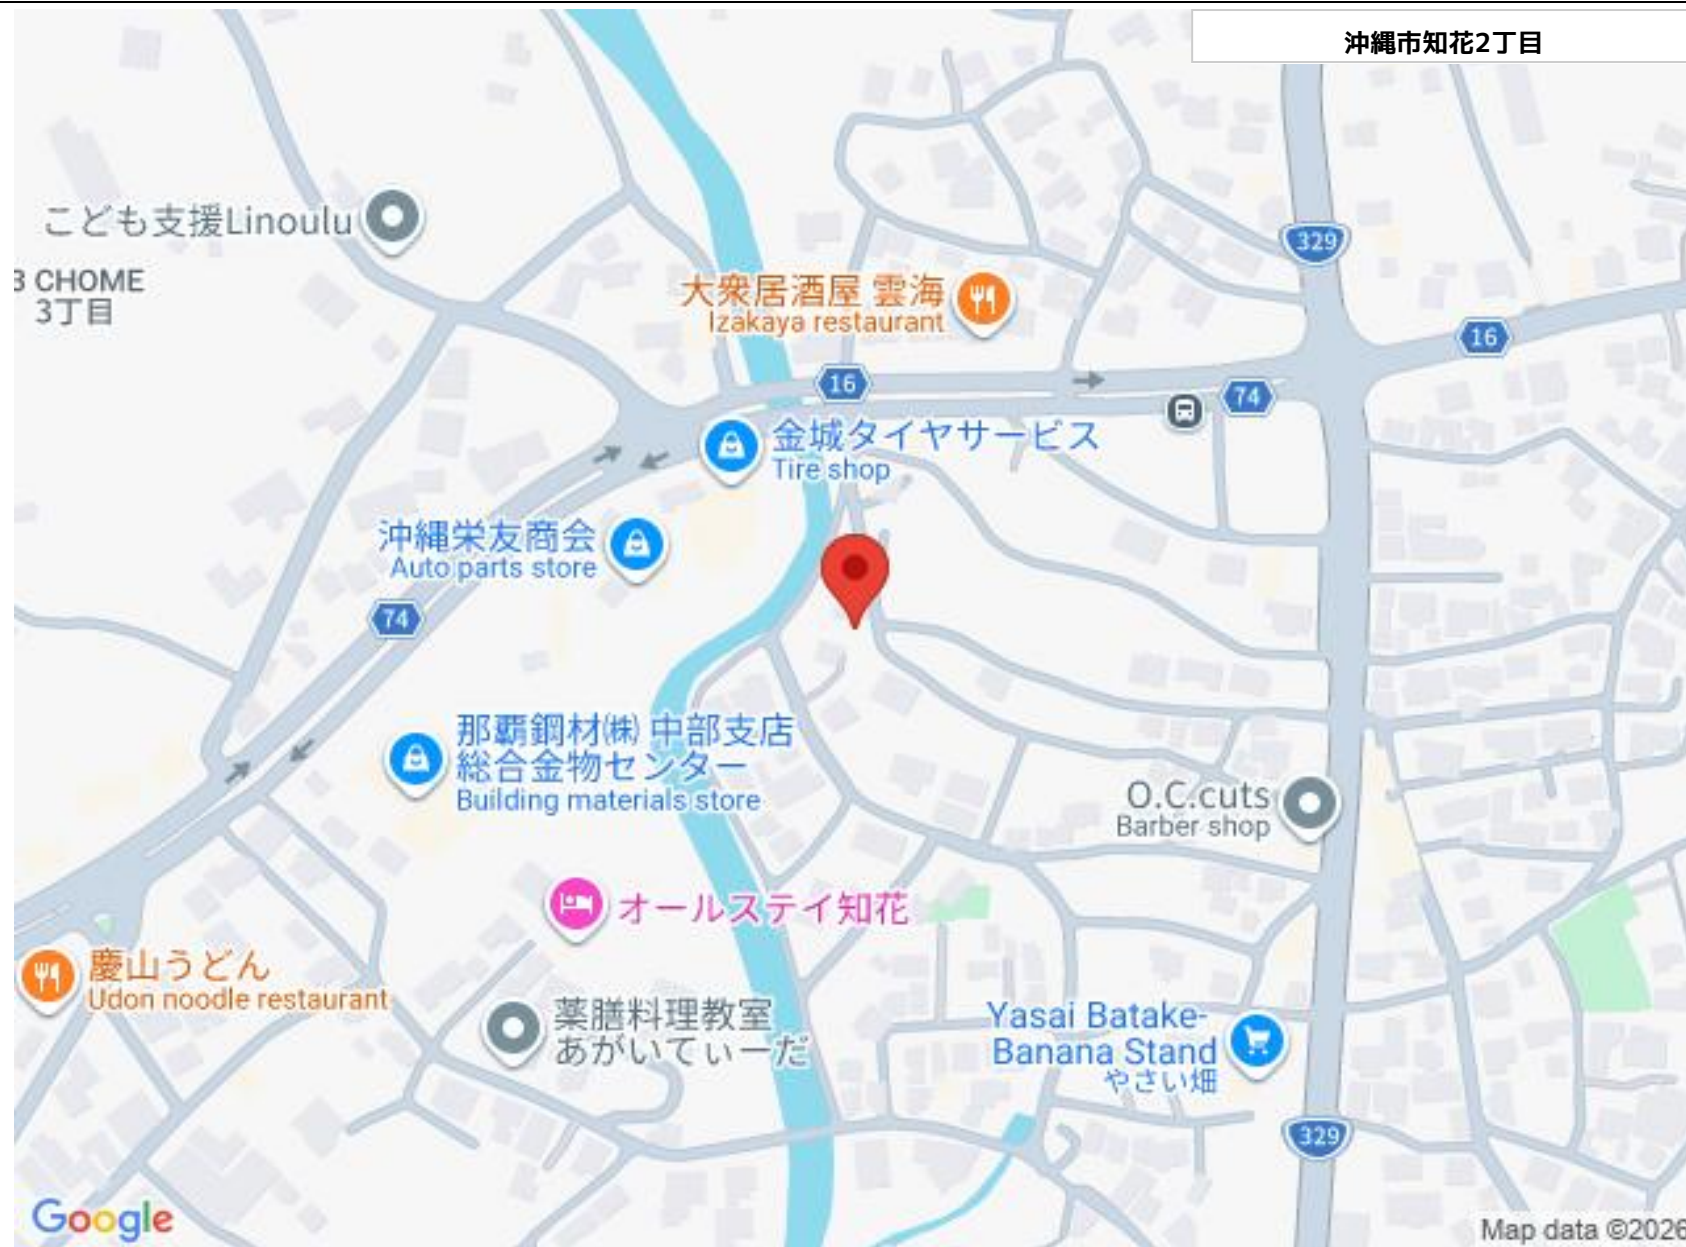 沖縄市知花2丁目
329
こども支援Linoulu
3 CHOME
3丁目
大衆居酒屋 雲海
Izakaya restaurant
16
16
74
金城タイヤサービス
Tire shop
沖縄栄友商会
Auto parts store
74
那覇鋼材㈱ 中部支店
総合金物センター
Building materials store
O.C.cuts
Barber shop
オールステイ知花
慶山うどん
Udon noodle restaurant
薬膳料理教室
あがいてぃーだ
Yasai Batake-
Banana Stand
やさい畑
329
Google
Map data ©2026